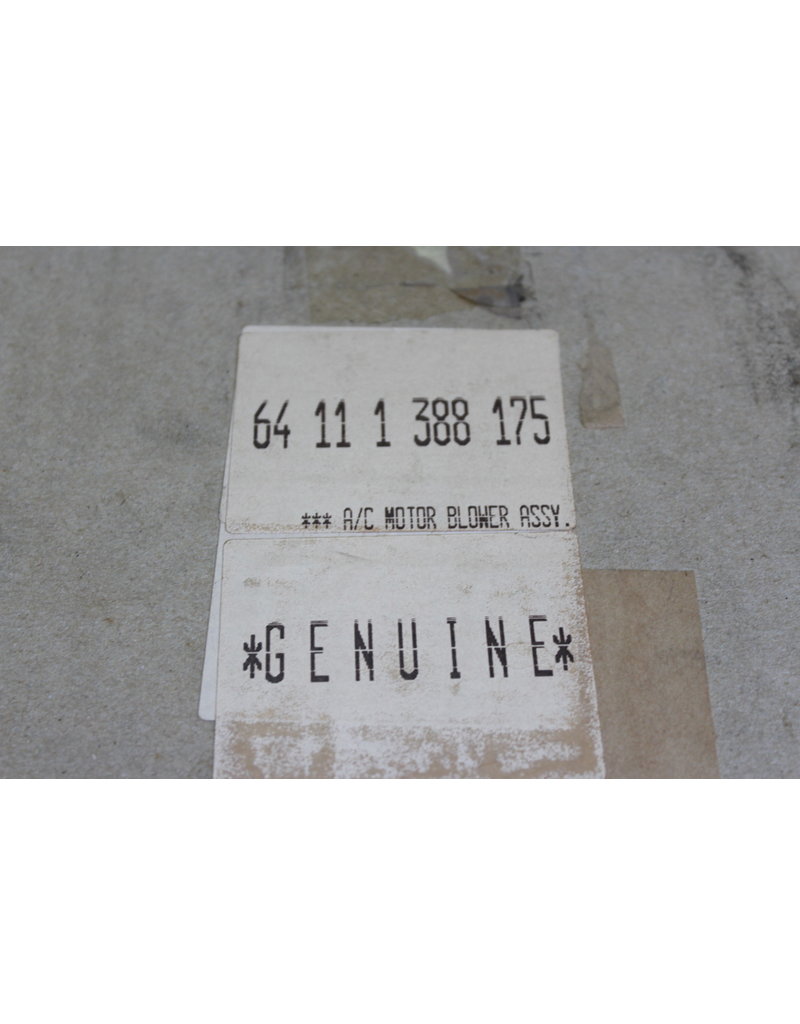 64 11 1 388 175
*** A/C MOTOR BLOWER ASSY.
*GENUINE*